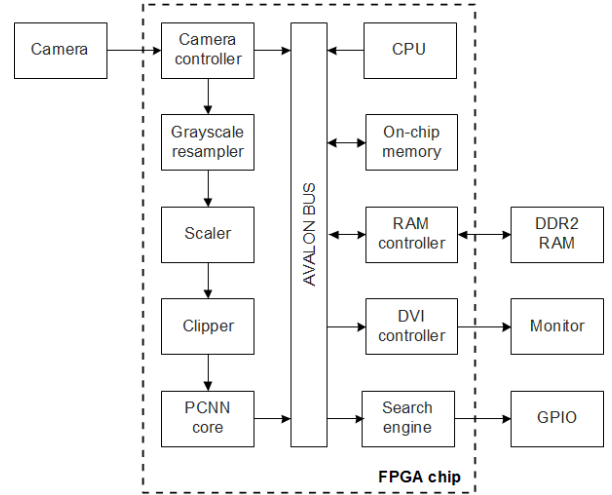 Camera
Camera
controller
CPU
Grayscale
resampler
On-chip
memory
AVALON BUS
Scaler
RAM
controller
DDR2
RAM
Clipper
DVI
controller
Monitor
PCNN
core
Search
engine
GPIO
FPGA chip